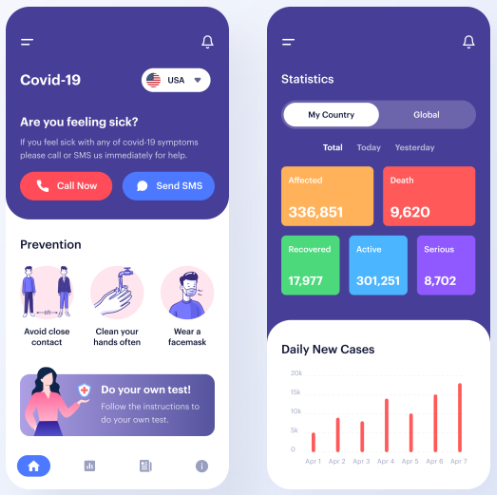 Covid-19
USA
Are you feeling sick?
If you feel sick with any of covid-19 symptoms
please call or SMS us immediately for help.
Call Now
Send SMS
Prevention
Avoid close
contact
Clean your
hands often
Wear a
facemask
Do your own test!
Follow the instructions to
do your own test.
Statistics
My Country
Global
Total
Today
Yesterday
Affected
336,851
Death
9,620
Recovered
17,977
Active
301,251
Serious
8,702
Daily New Cases
20k
15k
10k
5k
0
Apr 1
Apr 2
Apr 3
Apr 4
Apr 5
Apr 6
Apr 7